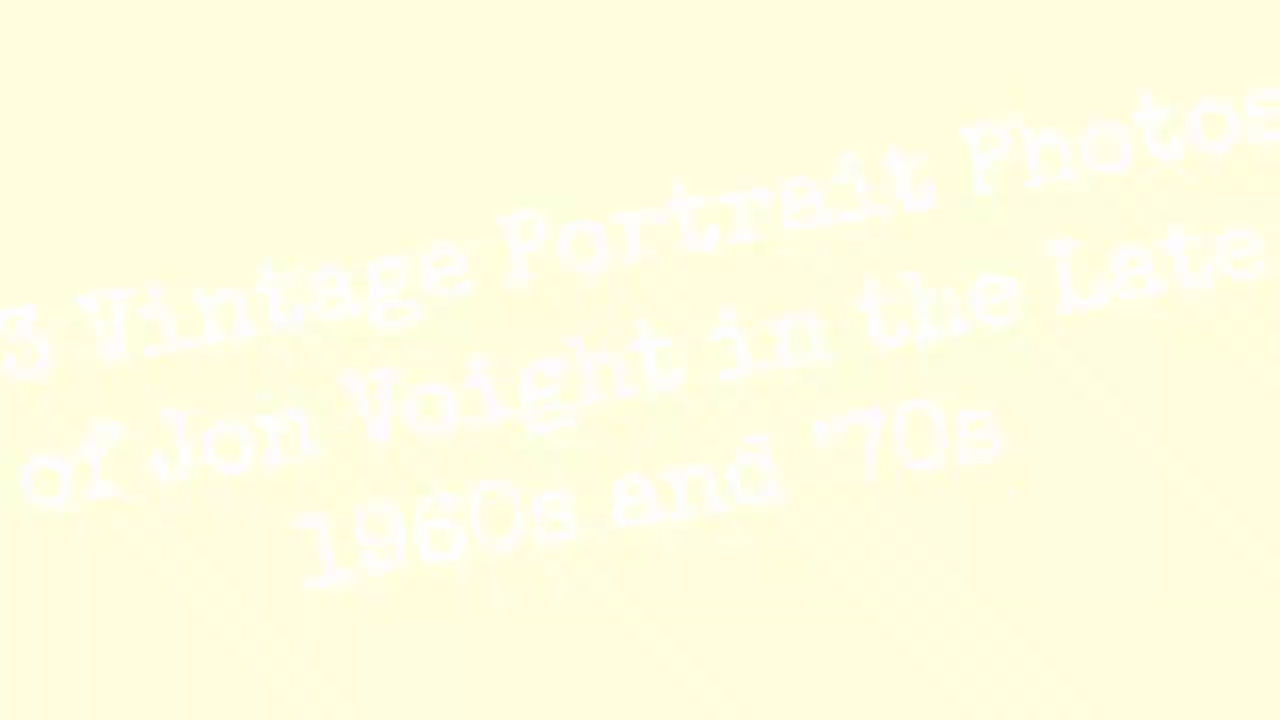 3 Vintage Portrait Photos
of Jon Voight in the Late
1960s and '70s